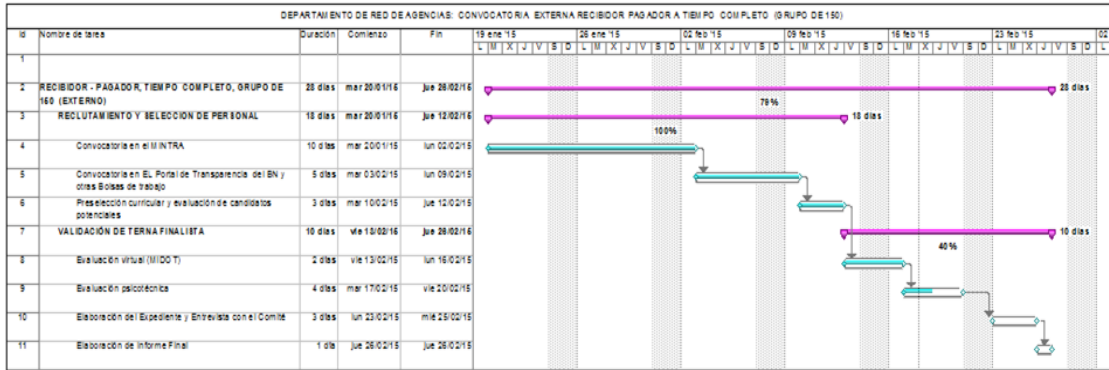 DEPARTAMENTO DE RED DE AGENCIAS: CONVOCATORIA EXTERNA RECIBIDOR PAGADOR A TIEMPO COMPLETO (GRUPO DE 150)
Id Nombre de tarea Duración Comienzo Fin 19 ene '15 26 ene '15 02 feb '15 09 feb '15 16 feb '15 23 feb '15 02
L M X J V S D L M X J V S D L M X J V S D L M X J V S D L M X J V S D L M X J V S D L
1
2 RECIBIDOR - PAGADOR, TIEMPO COMPLETO, GRUPO DE 28 días mar 20/01/15 jue 26/02/15 28 días
150 (EXTERNO) 79%
3 RECLUTAMIENTO Y SELECCIÓN DE PERSONAL 18 días mar 20/01/15 jue 12/02/15 18 días
100%
4 Convocatoria en el MINTRA 10 días mar 20/01/15 lun 02/02/15
5 Convocatoria en EL Portal de Transparencia del BN y 5 días mar 03/02/15 lun 09/02/15
otras Bolsas de trabajo
6 Preselección curricular y evaluación de candidatos 3 días mar 10/02/15 jue 12/02/15
potenciales
7 VALIDACIÓN DE TERNA FINALISTA 10 días vie 13/02/15 jue 26/02/15 10 días
40%
8 Evaluación virtual (MIDOT) 2 días vie 13/02/15 lun 16/02/15
9 Evaluación psicotécnica 4 días mar 17/02/15 vie 20/02/15
10 Elaboración del Expediente y Entrevista con el Comité 3 días lun 23/02/15 mié 25/02/15
11 Elaboración de Informe Final 1 día jue 26/02/15 jue 26/02/15